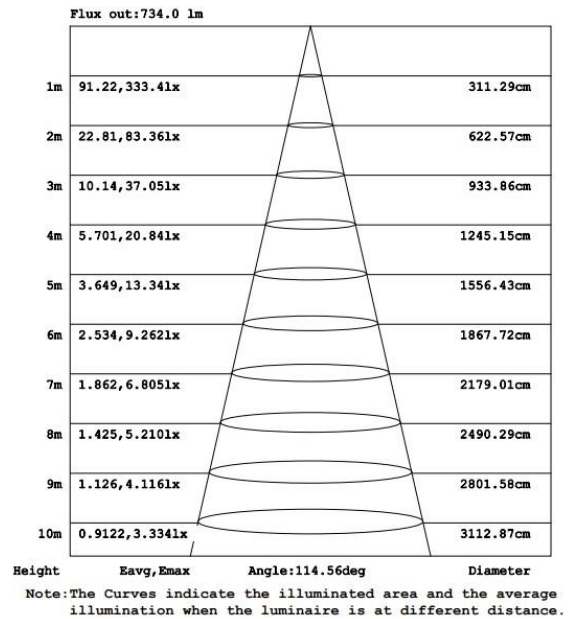 Flux out:734.0 lm
1m 91.22,333.4lx 311.29cm
2m 22.81,83.36lx 622.57cm
3m 10.14,37.05lx 933.86cm
4m 5.701,20.84lx 1245.15cm
5m 3.649,13.34lx 1556.43cm
6m 2.534,9.262lx 1867.72cm
7m 1.862,6.805lx 2179.01cm
8m 1.425,5.210lx 2490.29cm
9m 1.126,4.116lx 2801.58cm
10m 0.9122,3.334lx 3112.87cm
Height Eavg,Emax Angle:114.56deg Diameter
Note:The Curves indicate the illuminated area and the average
illumination when the luminaire is at different distance.